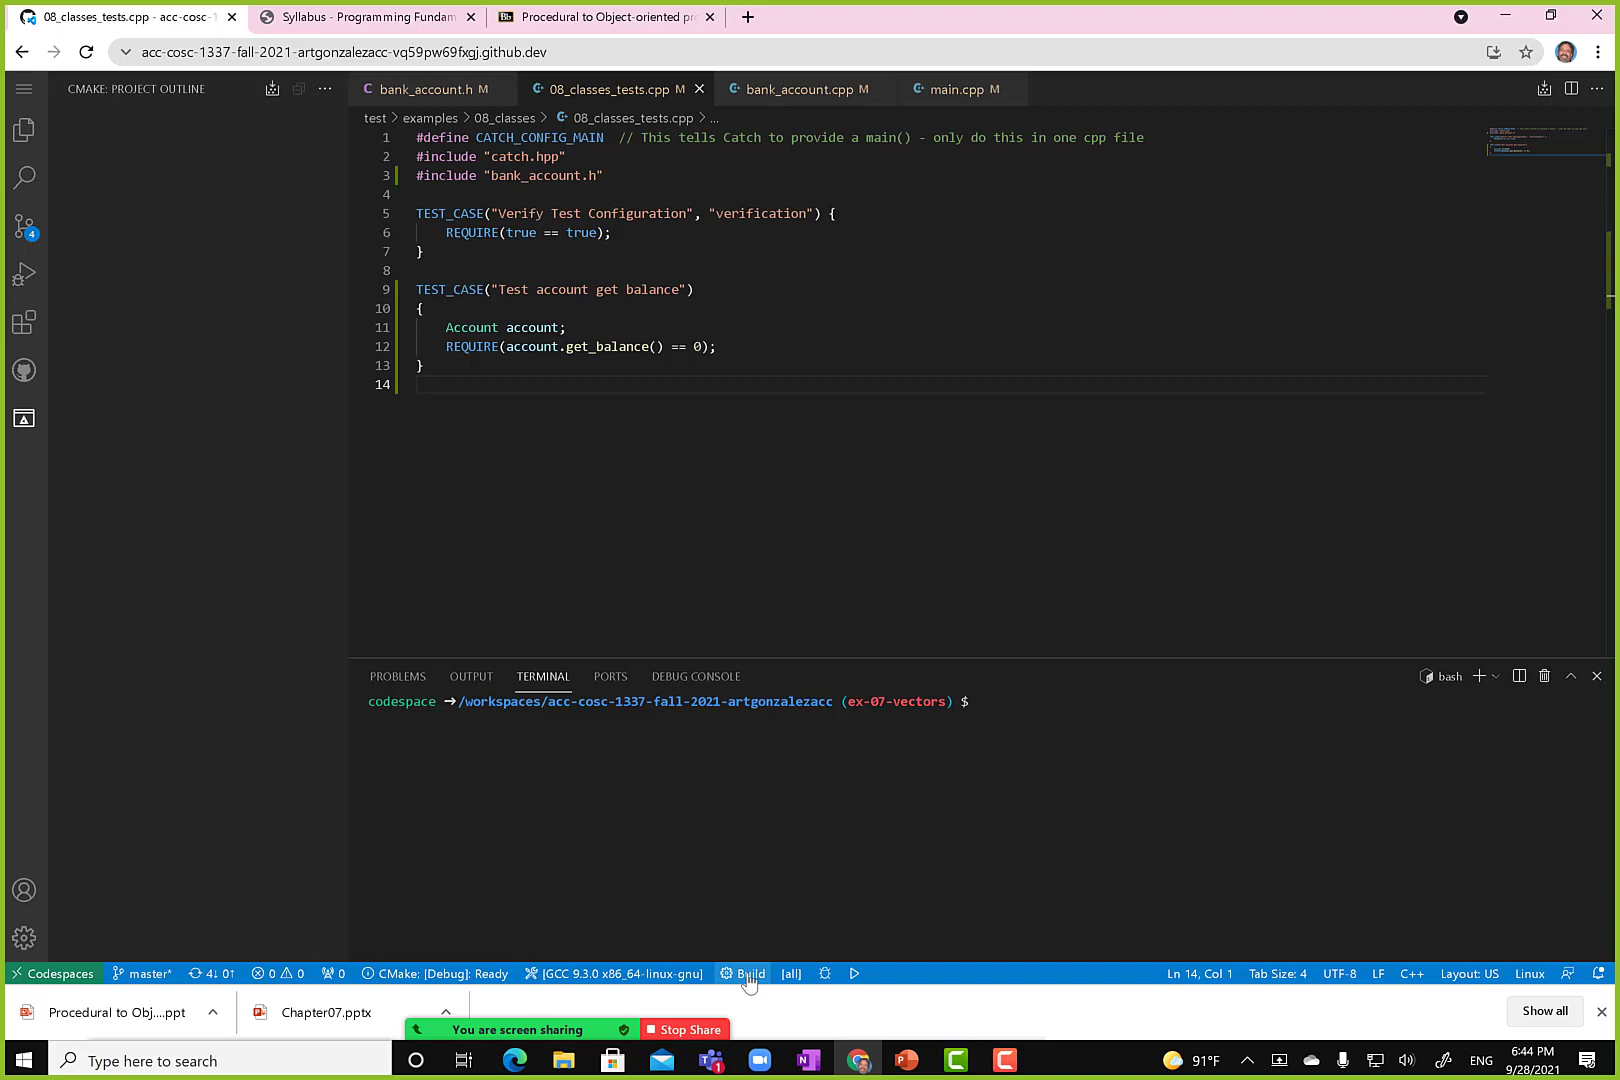 08_classes_tests.cpp - acc-cosc-1
Syllabus - Programming Fundam
Bb Procedural to Object-oriented pr
acc-cosc-1337-fall-2021-artgonzalezacc-vq59pw69fxgj.github.dev
CMAKE: PROJECT OUTLINE
C bank_account.h M
08_classes_tests.cpp M
bank_account.cpp M
main.cpp M
test > examples > 08_classes > 08_classes_tests.cpp > ...
1 #define CATCH_CONFIG_MAIN // This tells Catch to provide a main() - only do this in one cpp file
2 #include "catch.hpp"
3 #include "bank_account.h"
4
5 TEST_CASE("Verify Test Configuration", "verification") {
6 REQUIRE(true == true);
7 }
8
9 TEST_CASE("Test account get balance")
10 {
11 Account account;
12 REQUIRE(account.get_balance() == 0);
13 }
14
4
PROBLEMS OUTPUT TERMINAL PORTS DEBUG CONSOLE
bash
codespace ➜/workspaces/acc-cosc-1337-fall-2021-artgonzalezacc (ex-07-vectors) $
Codespaces master* 4↓ 0↑ 0 0 0 CMake: [Debug]: Ready [GCC 9.3.0 x86_64-linux-gnu] Build [all] Ln 14, Col 1 Tab Size: 4 UTF-8 LF C++ Layout: US Linux
Procedural to Obj....ppt
Chapter07.pptx
Show all
You are screen sharing
Stop Share
Type here to search
1
91°F
ENG
6:44 PM
9/28/2021